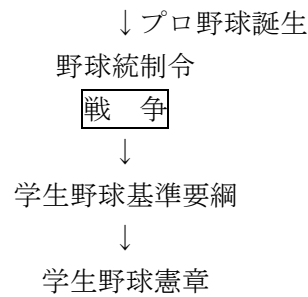 ↓プロ野球誕生
野球統制令
戦 争
↓
学生野球基準要綱
↓
学生野球憲章